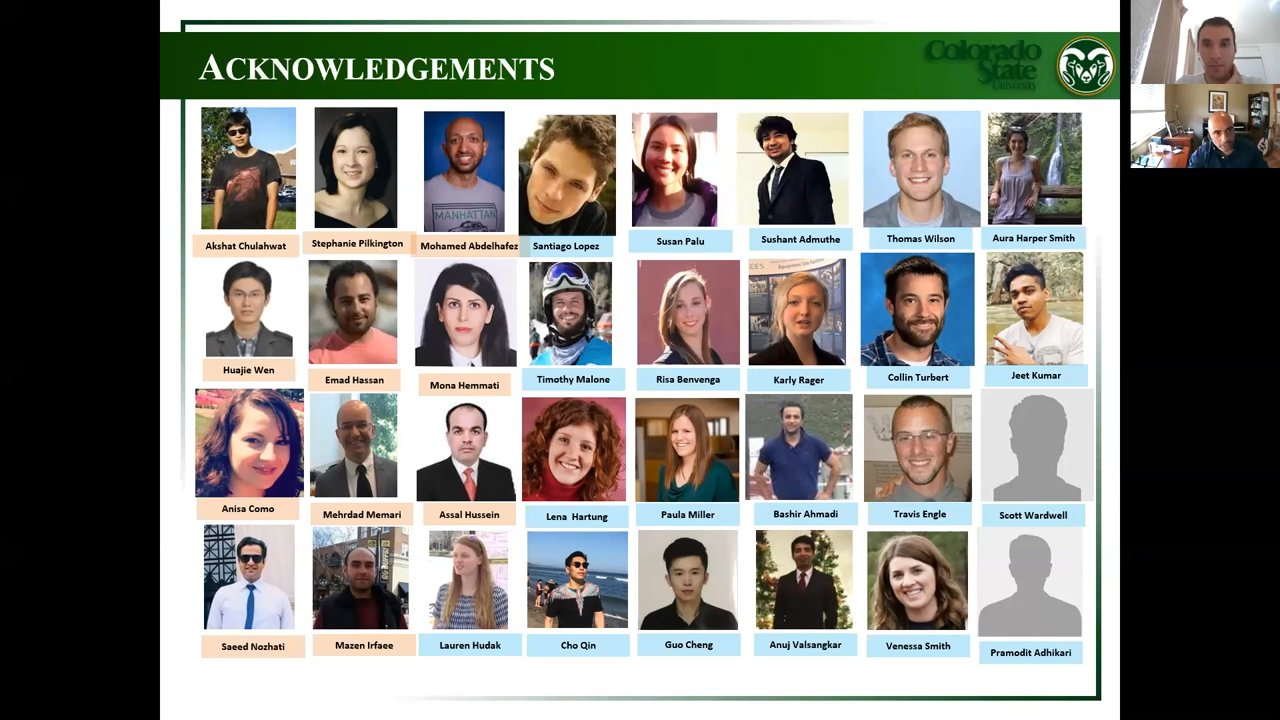 ACKNOWLEDGEMENTS
Colorado
State
University
MANHATTAN
Akshat Chulahwat
Stephanie Pilkington
Mohamed Abdelhafez
Santiago Lopez
Susan Palu
Sushant Admuthe
Thomas Wilson
Aura Harper Smith
Huajie Wen
Emad Hassan
Mona Hemmati
Timothy Malone
Risa Benvenga
Karly Rager
Collin Turbert
Jeet Kumar
Anisa Como
Mehrdad Memari
Assal Hussein
Lena Hartung
Paula Miller
Bashir Ahmadi
Travis Engle
Scott Wardwell
Saeed Nozhati
Mazen Irfaee
Lauren Hudak
Cho Qin
Guo Cheng
Anuj Valsangkar
Venessa Smith
Pramodit Adhikari